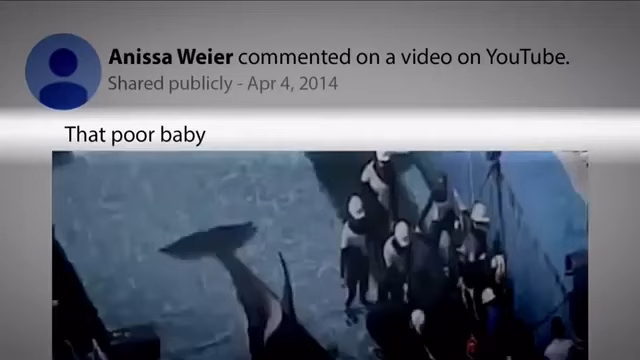 Anissa Weier commented on a video on YouTube.
Shared publicly - Apr 4, 2014
That poor baby